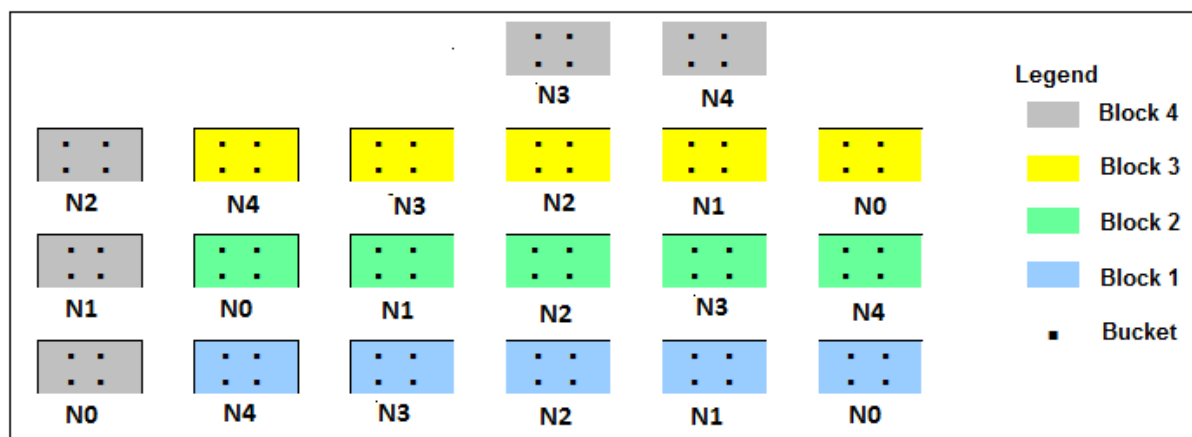 N3 N4
Legend
Block 4
N2 N4 N3 N2 N1 N0
Block 3
Block 2
N1 N0 N1 N2 N3 N4
Block 1
Bucket
N0 N4 N3 N2 N1 N0